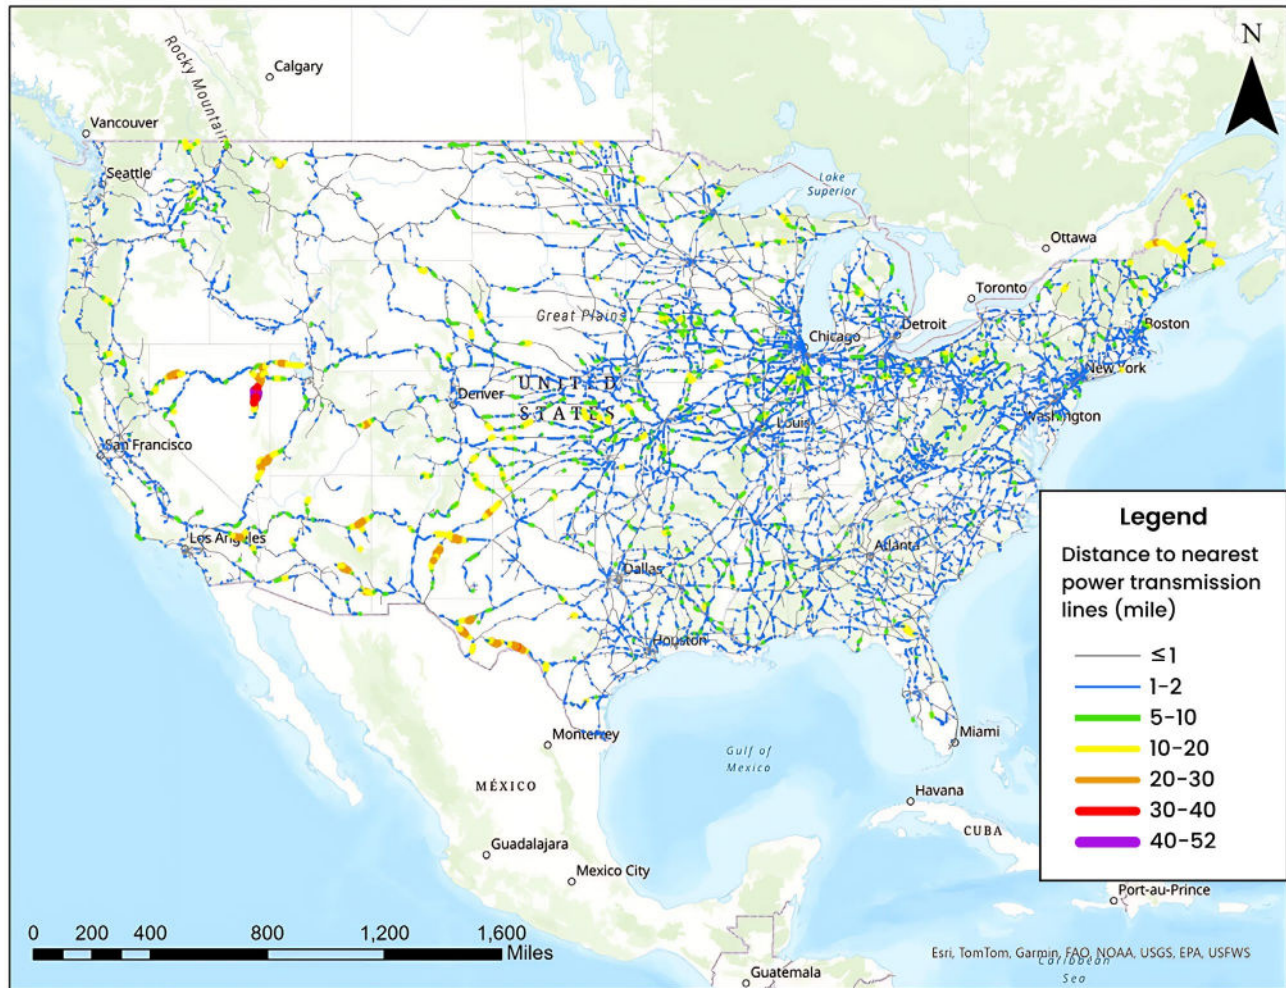 N
Rocky Mountain
Calgary
Vancouver
Seattle
Lake
Superior
Ottawa
Toronto
Great Plains
Chicago
Detroit
Boston
New York
UNITED
STATES
Denver
Louis
Washington
San Francisco
Los Angeles
Atlanta
Dallas
Houston
Miami
Monterrey
Gulf of
Mexico
MÉXICO
Havana
CUBA
Guadalajara
Mexico City
Port-au-Prince
Guatemala
Caribbean
Sea
Legend
Distance to nearest
power transmission
lines (mile)
≤1
1–2
5–10
10–20
20–30
30–40
40–52
0 200 400 800 1,200 1,600
Miles
Esri, TomTom, Garmin, FAO, NOAA, USGS, EPA, USFWS